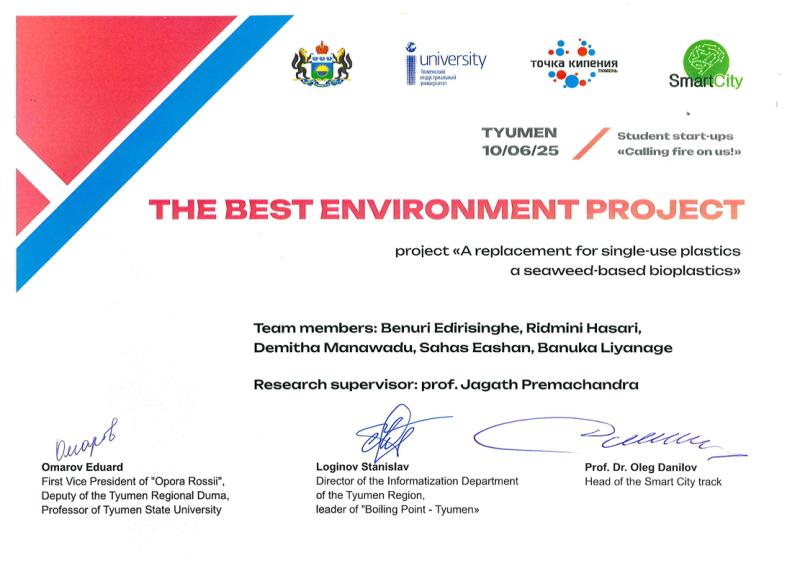 university
Тюменский
индустриальный
университет
точка кипения
тюмень
SmartCity
TYUMEN
10/06/25
Student start-ups
«Calling fire on us!»
THE BEST ENVIRONMENT PROJECT
project «A replacement for single-use plastics
a seaweed-based bioplastics»
Team members: Benuri Edirisinghe, Ridmini Hasari,
Demitha Manawadu, Sahas Eashan, Banuka Liyanage
Research supervisor: prof. Jagath Premachandra
Омаров
Omarov Eduard
First Vice President of "Opora Rossii",
Deputy of the Tyumen Regional Duma,
Professor of Tyumen State University
Loginov Stanislav
Director of the Informatization Department
of the Tyumen Region,
leader of "Boiling Point - Tyumen»
Prof. Dr. Oleg Danilov
Head of the Smart City track